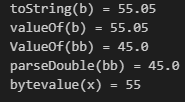 toString(b) = 55.05
valueOf(b) = 55.05
ValueOf(bb) = 45.0
parseDouble(bb) = 45.0
bytevalue(x) = 55